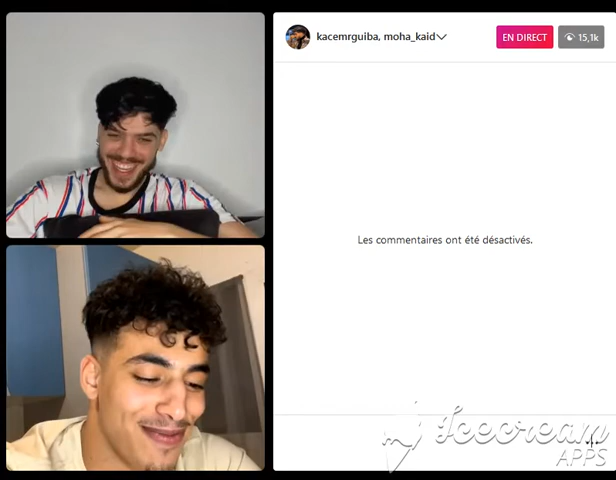 kacemrguiba, moha_kaid
EN DIRECT
15,1k
Les commentaires ont été désactivés.
Icecream
APPS